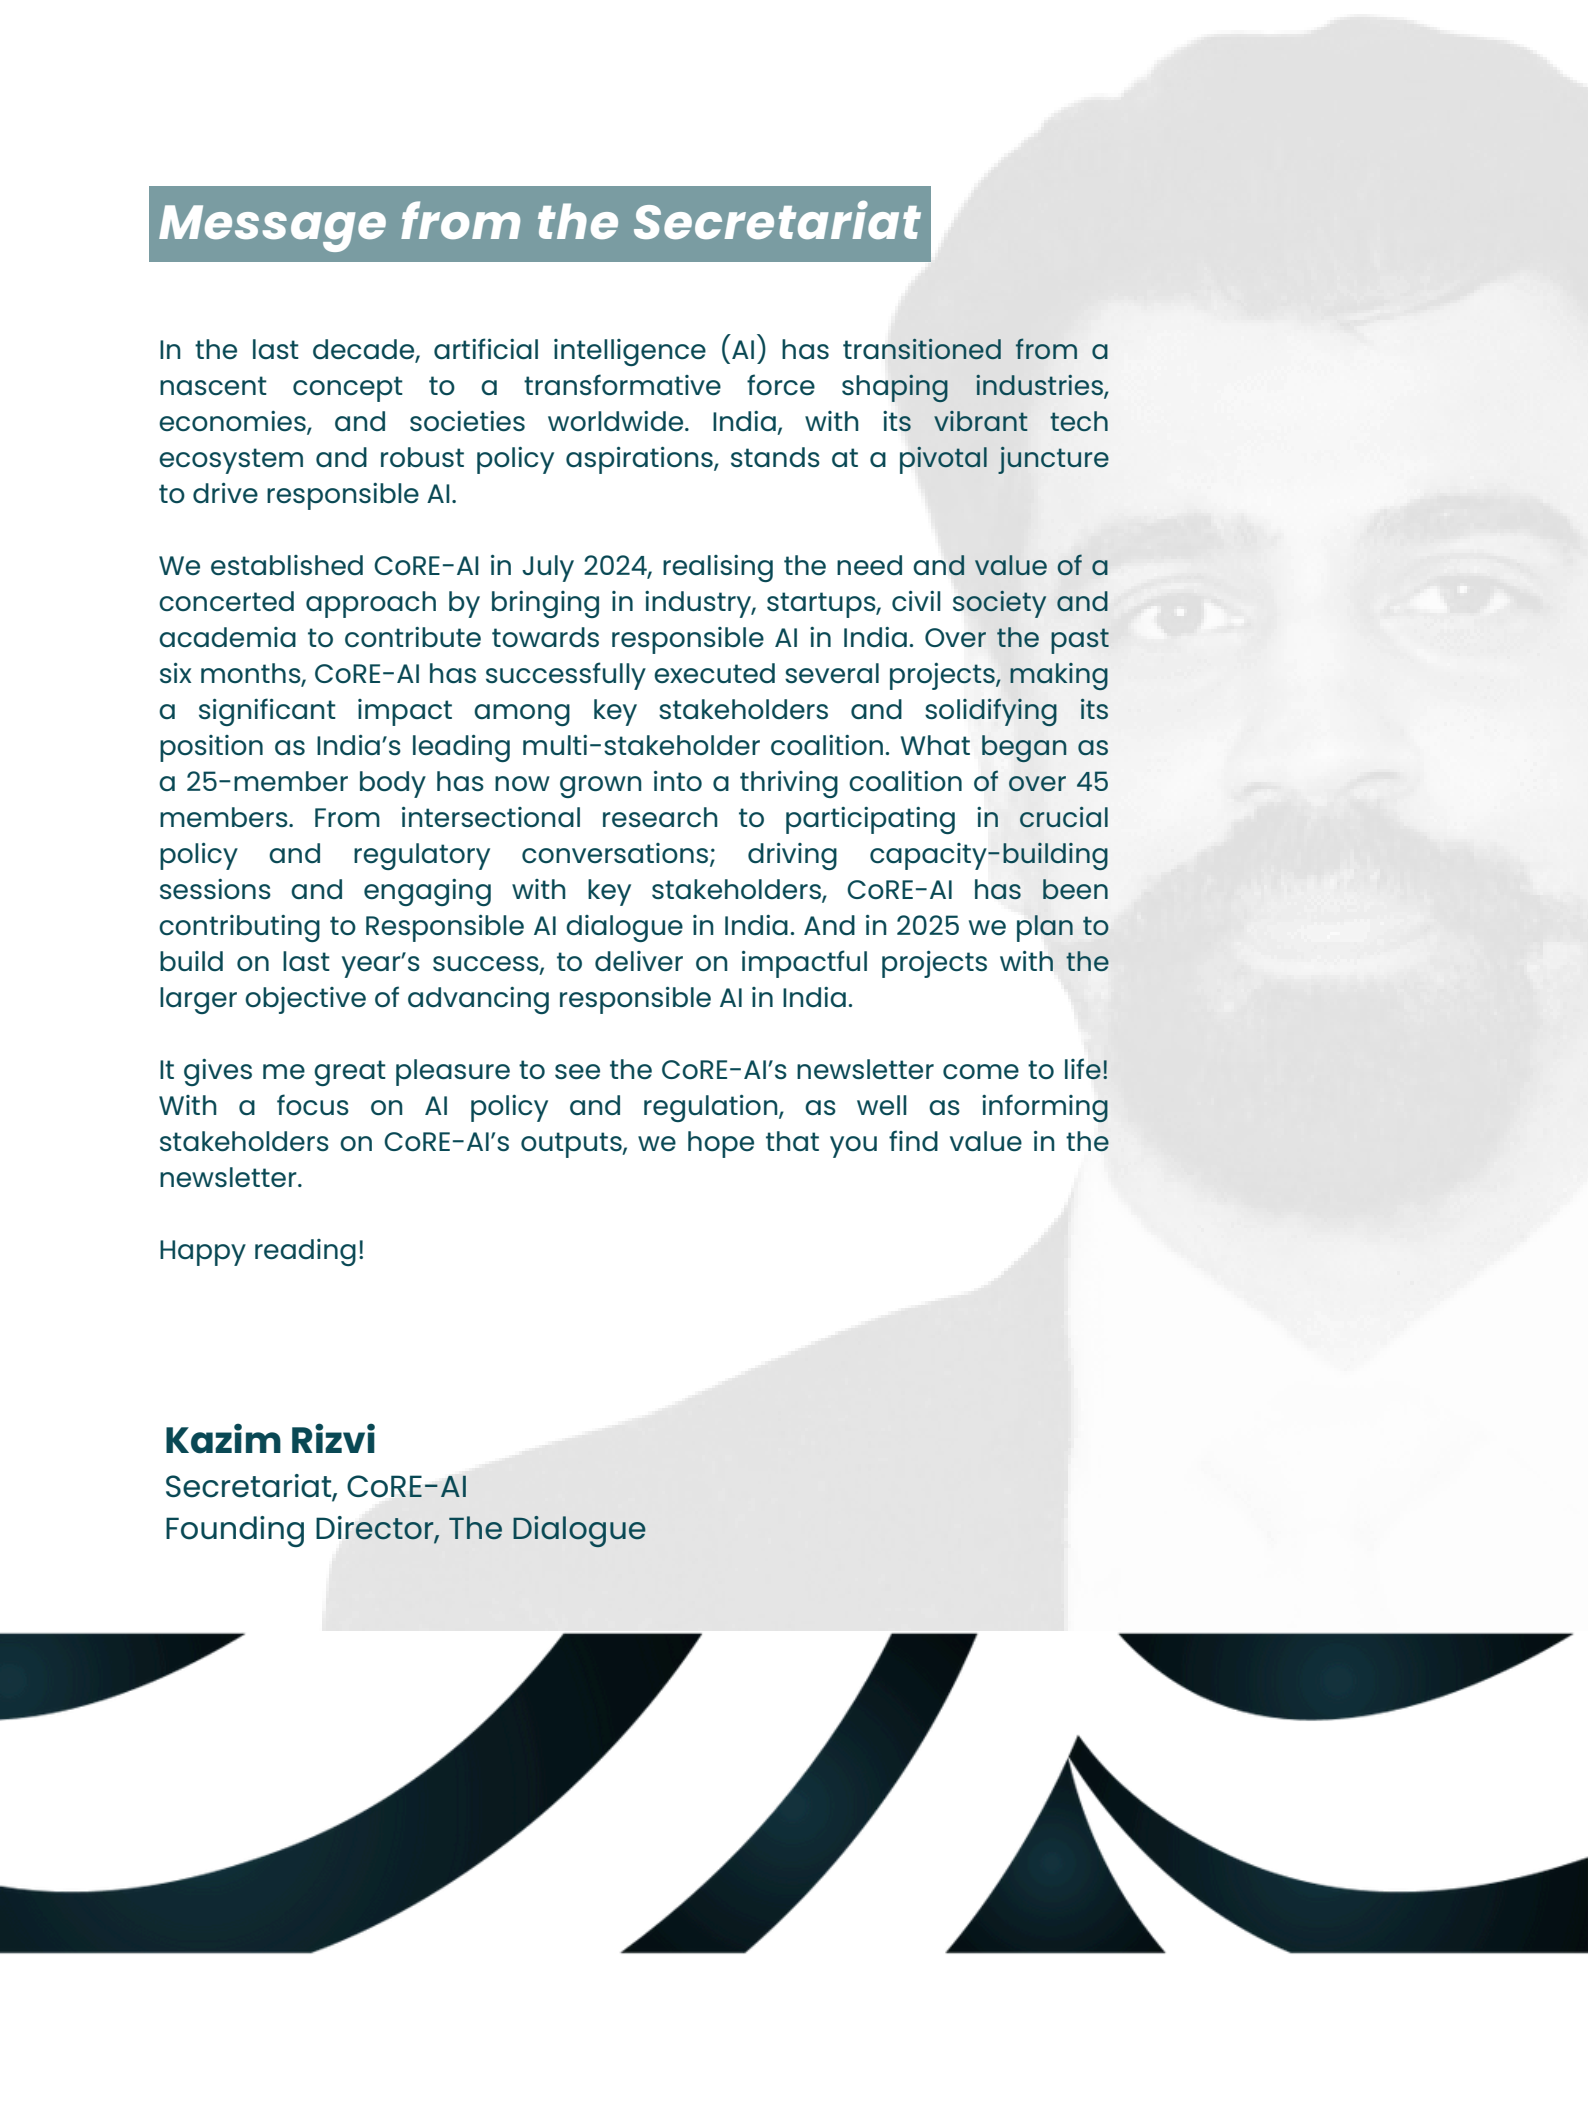 Message from the Secretariat
In the last decade, artificial intelligence (AI) has transitioned from a
nascent concept to a transformative force shaping industries,
economies, and societies worldwide. India, with its vibrant tech
ecosystem and robust policy aspirations, stands at a pivotal juncture
to drive responsible AI.
We established CoRE-AI in July 2024, realising the need and value of a
concerted approach by bringing in industry, startups, civil society and
academia to contribute towards responsible AI in India. Over the past
six months, CoRE-AI has successfully executed several projects, making
a significant impact among key stakeholders and solidifying its
position as India’s leading multi-stakeholder coalition. What began as
a 25-member body has now grown into a thriving coalition of over 45
members. From intersectional research to participating in crucial
policy and regulatory conversations; driving capacity-building
sessions and engaging with key stakeholders, CoRE-AI has been
contributing to Responsible AI dialogue in India. And in 2025 we plan to
build on last year’s success, to deliver on impactful projects with the
larger objective of advancing responsible AI in India.
It gives me great pleasure to see the CoRE-AI’s newsletter come to life!
With a focus on AI policy and regulation, as well as informing
stakeholders on CoRE-AI’s outputs, we hope that you find value in the
newsletter.
Happy reading!
Kazim Rizvi
Secretariat, CoRE-AI
Founding Director, The Dialogue